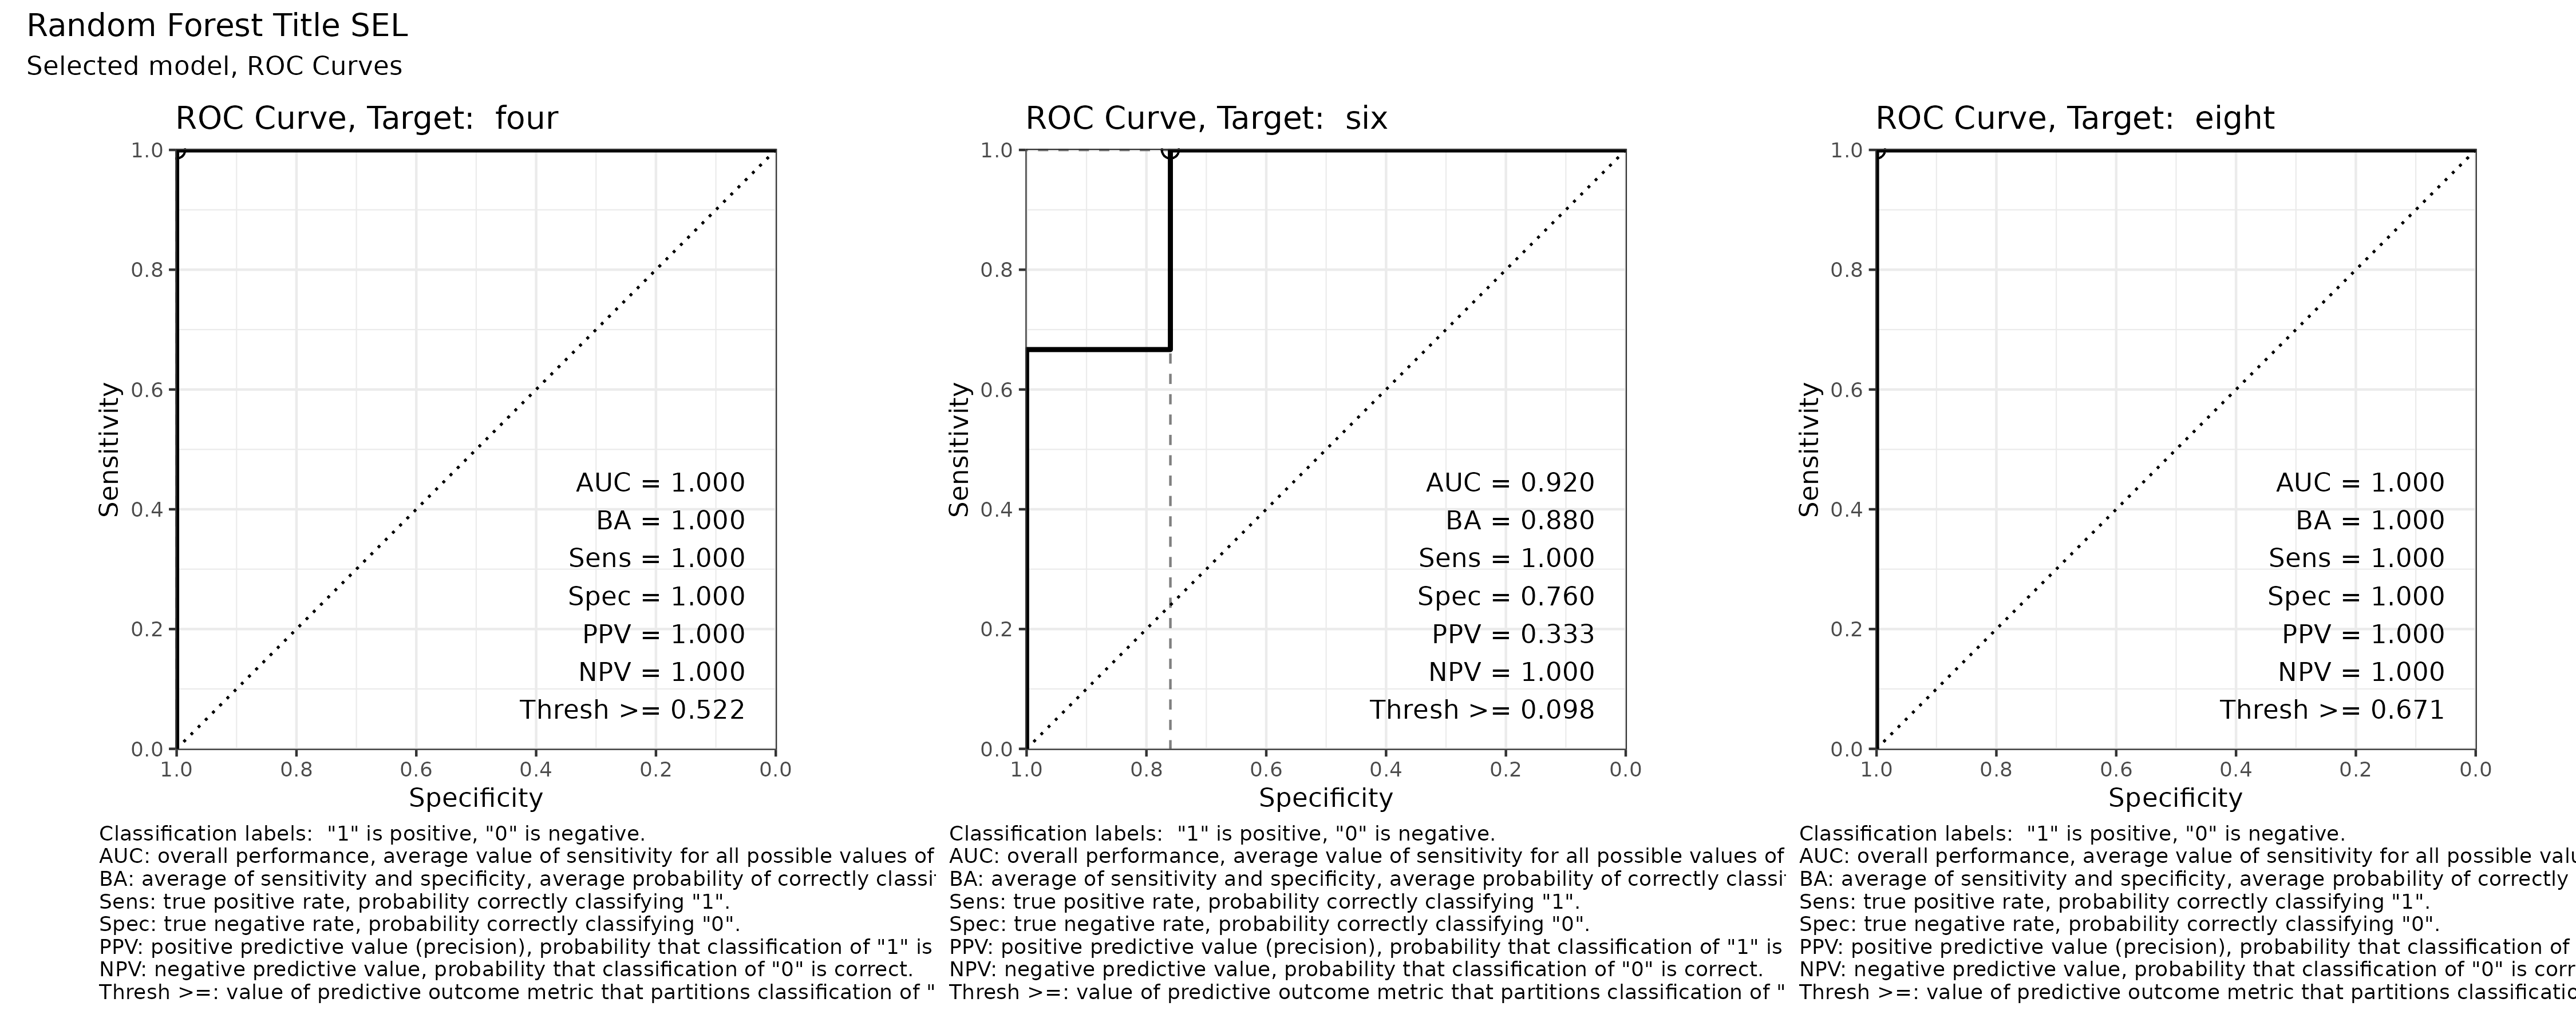 Random Forest Title SEL
Selected model, ROC Curves
ROC Curve, Target:  four
1.0
0.8
0.6
0.4
0.2
0.0
Sensitivity
AUC = 1.000
BA = 1.000
Sens = 1.000
Spec = 1.000
PPV = 1.000
NPV = 1.000
Thresh >= 0.522
1.0 0.8 0.6 0.4 0.2 0.0
Specificity
Classification labels:  "1" is positive, "0" is negative.
AUC: overall performance, average value of sensitivity for all possible values of
BA: average of sensitivity and specificity, average probability of correctly classi
Sens: true positive rate, probability correctly classifying "1".
Spec: true negative rate, probability correctly classifying "0".
PPV: positive predictive value (precision), probability that classification of "1" is
NPV: negative predictive value, probability that classification of "0" is correct.
Thresh >=: value of predictive outcome metric that partitions classification of "
ROC Curve, Target:  six
1.0
0.8
0.6
0.4
0.2
0.0
Sensitivity
AUC = 0.920
BA = 0.880
Sens = 1.000
Spec = 0.760
PPV = 0.333
NPV = 1.000
Thresh >= 0.098
1.0 0.8 0.6 0.4 0.2 0.0
Specificity
Classification labels:  "1" is positive, "0" is negative.
AUC: overall performance, average value of sensitivity for all possible values of
BA: average of sensitivity and specificity, average probability of correctly classi
Sens: true positive rate, probability correctly classifying "1".
Spec: true negative rate, probability correctly classifying "0".
PPV: positive predictive value (precision), probability that classification of "1" is
NPV: negative predictive value, probability that classification of "0" is correct.
Thresh >=: value of predictive outcome metric that partitions classification of "
ROC Curve, Target:  eight
1.0
0.8
0.6
0.4
0.2
0.0
Sensitivity
AUC = 1.000
BA = 1.000
Sens = 1.000
Spec = 1.000
PPV = 1.000
NPV = 1.000
Thresh >= 0.671
1.0 0.8 0.6 0.4 0.2 0.0
Specificity
Classification labels:  "1" is positive, "0" is negative.
AUC: overall performance, average value of sensitivity for all possible valu
BA: average of sensitivity and specificity, average probability of correctly
Sens: true positive rate, probability correctly classifying "1".
Spec: true negative rate, probability correctly classifying "0".
PPV: positive predictive value (precision), probability that classification of
NPV: negative predictive value, probability that classification of "0" is corr
Thresh >=: value of predictive outcome metric that partitions classificatio